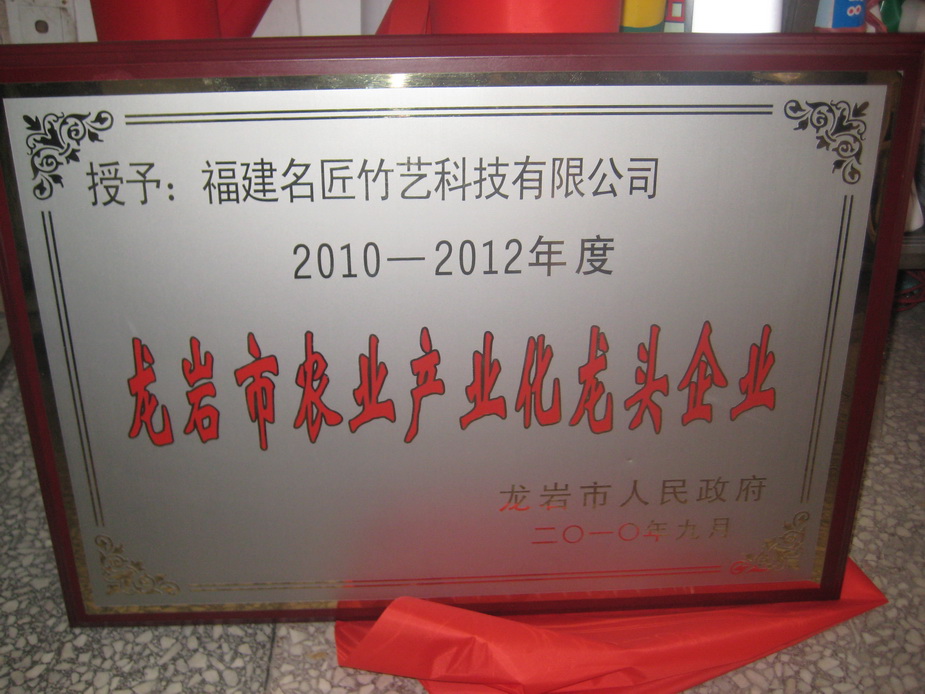 授予：福建名匠竹艺科技有限公司
2010—2012年度
龙岩市农业产业化龙头企业
龙岩市人民政府
二〇一〇年九月